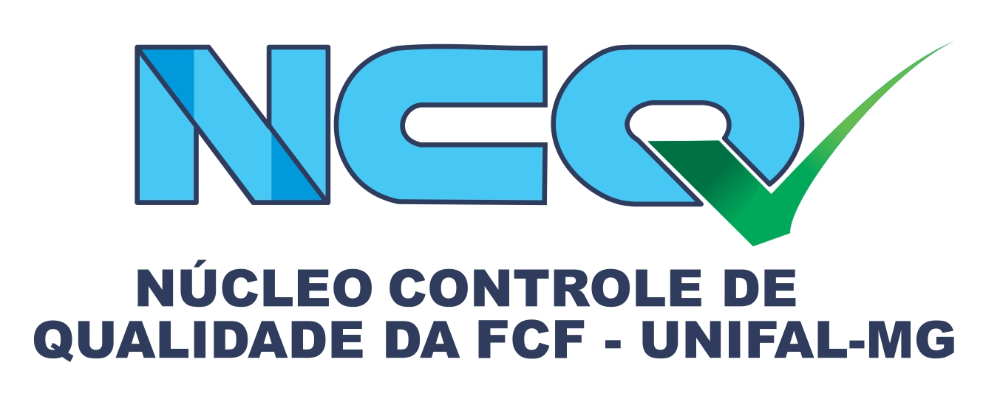 NCQ
NÚCLEO CONTROLE DE
QUALIDADE DA FCF - UNIFAL-MG